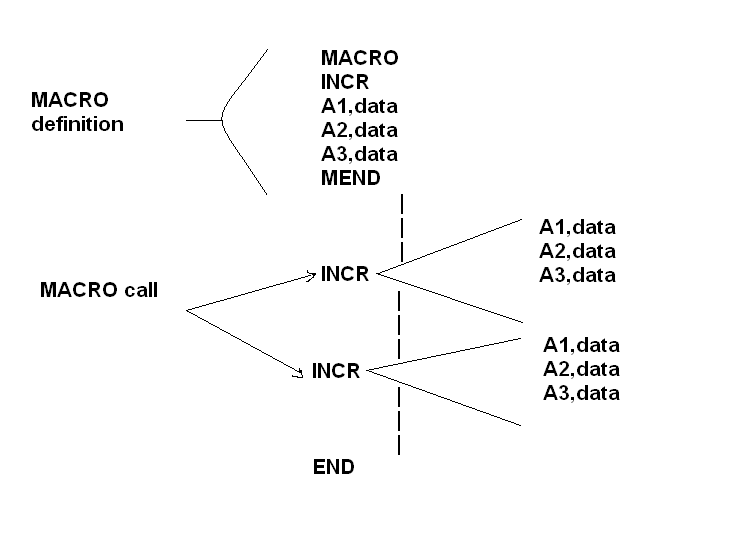 MACRO
definition
MACRO
INCR
A1,data
A2,data
A3,data
MEND
MACRO call
INCR
A1,data
A2,data
A3,data
INCR
A1,data
A2,data
A3,data
END